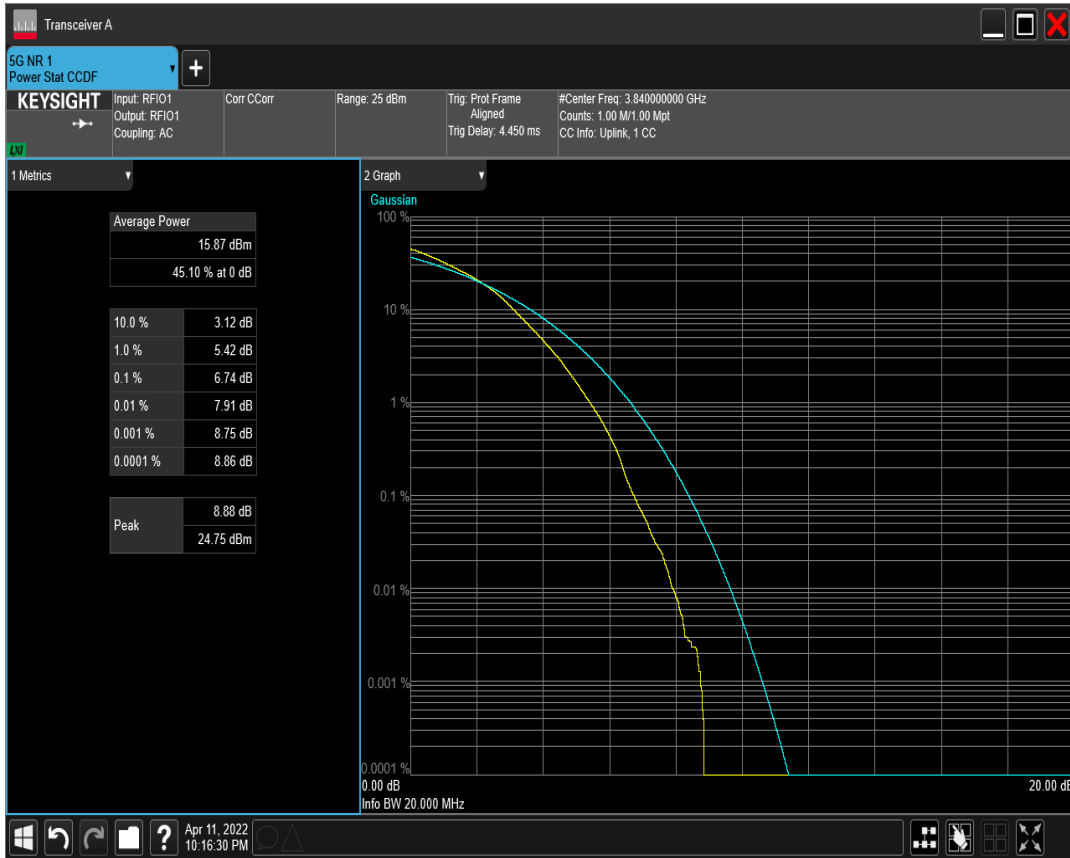 Transceiver A
5G NR 1
Power Stat CCDF
KEYSIGHT
LXI
Input: RFIO1
Output: RFIO1
Coupling: AC
Corr CCorr
Range: 25 dBm
Trig: Prot Frame
Aligned
Trig Delay: 4.450 ms
#Center Freq: 3.840000000 GHz
Counts: 1.00 M/1.00 Mpt
CC Info: Uplink, 1 CC
1 Metrics
Average Power
15.87 dBm
45.10 % at 0 dB
10.0 % 3.12 dB
1.0 % 5.42 dB
0.1 % 6.74 dB
0.01 % 7.91 dB
0.001 % 8.75 dB
0.0001 % 8.86 dB
Peak
8.88 dB
24.75 dBm
2 Graph
Gaussian
100 %
10 %
1 %
0.1 %
0.01 %
0.001 %
0.0001 %
0.00 dB 20.00 dB
Info BW 20.000 MHz
? Apr 11, 2022
10:16:30 PM